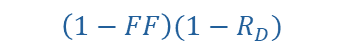 (1 − FF)(1 − R_D)